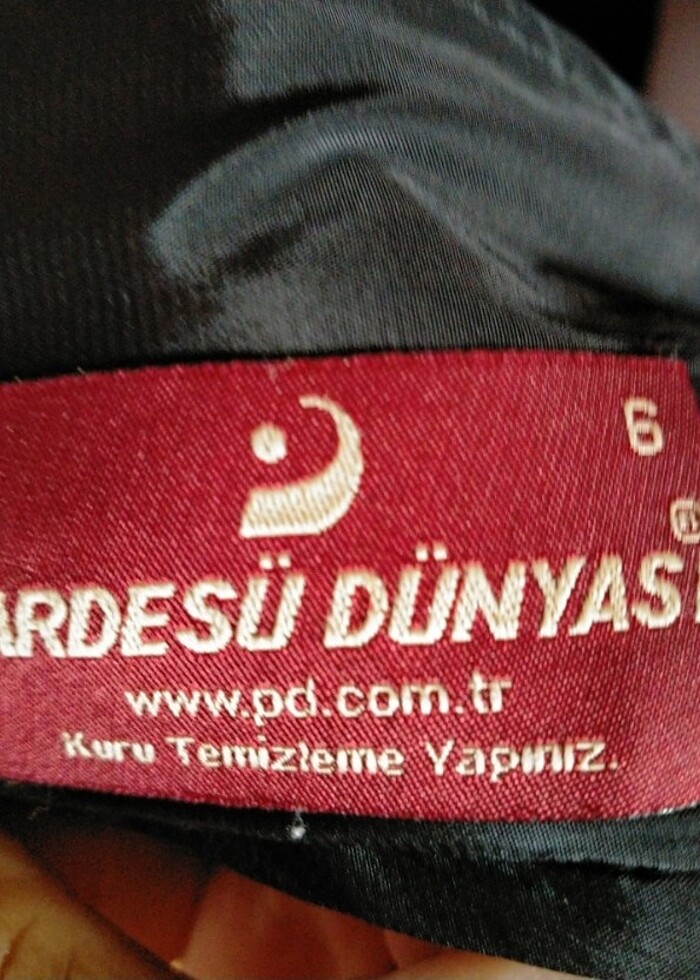 6
®
ARDESÜ DÜNYASI
www.pd.com.tr
Kuru Temizleme Yapınız.